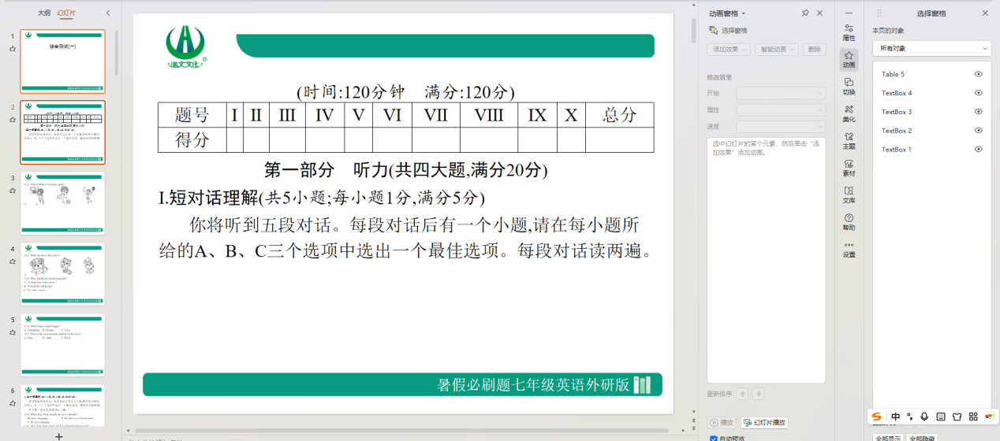 大纲 幻灯片
1
综合测试(一)
2
3
4
5
6
泓文文化®
(时间:120分钟 满分:120分)
题号 I II III IV V VI VII VIII IX X 总分
得分
第一部分 听力(共四大题,满分20分)
I.短对话理解(共5小题;每小题1分,满分5分)
你将听到五段对话。每段对话后有一个小题,请在每小题所
给的A、B、C三个选项中选出一个最佳选项。每段对话读两遍。
暑假必刷题七年级英语外研版
动画窗格
选择窗格
添加效果 智能动画 删除
修改效果
开始
属性
速度
选中幻灯片的某个元素，然后单击“添
加效果”添加动画。
重新排序
播放 幻灯片播放
自动预览
属性
动画
切换
美化
主题
素材
文库
帮助
设置
选择窗格
本页的对象
所有对象
Table 5
TextBox 4
TextBox 3
TextBox 2
TextBox 1
中
全部显示 全部隐藏